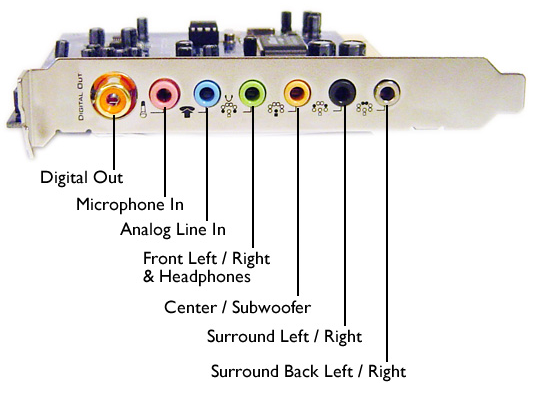 DIGITAL OUT
Digital Out
Microphone In
Analog Line In
Front Left / Right
& Headphones
Center / Subwoofer
Surround Left / Right
Surround Back Left / Right